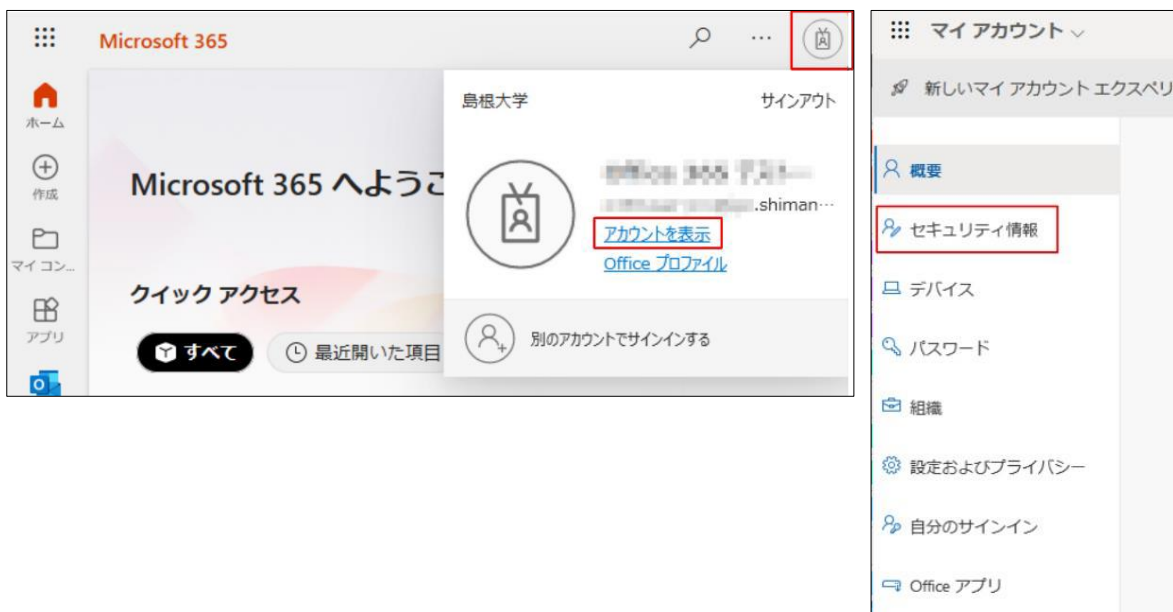 Microsoft 365
…
島根大学
サインアウト
.shiman…
アカウントを表示
Office プロファイル
別のアカウントでサインインする
ホーム
作成
マイ コン...
アプリ
Microsoft 365 へようこ
クイック アクセス
すべて
最近開いた項目
マイ アカウント
新しいマイ アカウント エクスペリ
概要
セキュリティ情報
デバイス
パスワード
組織
設定およびプライバシー
自分のサインイン
Office アプリ